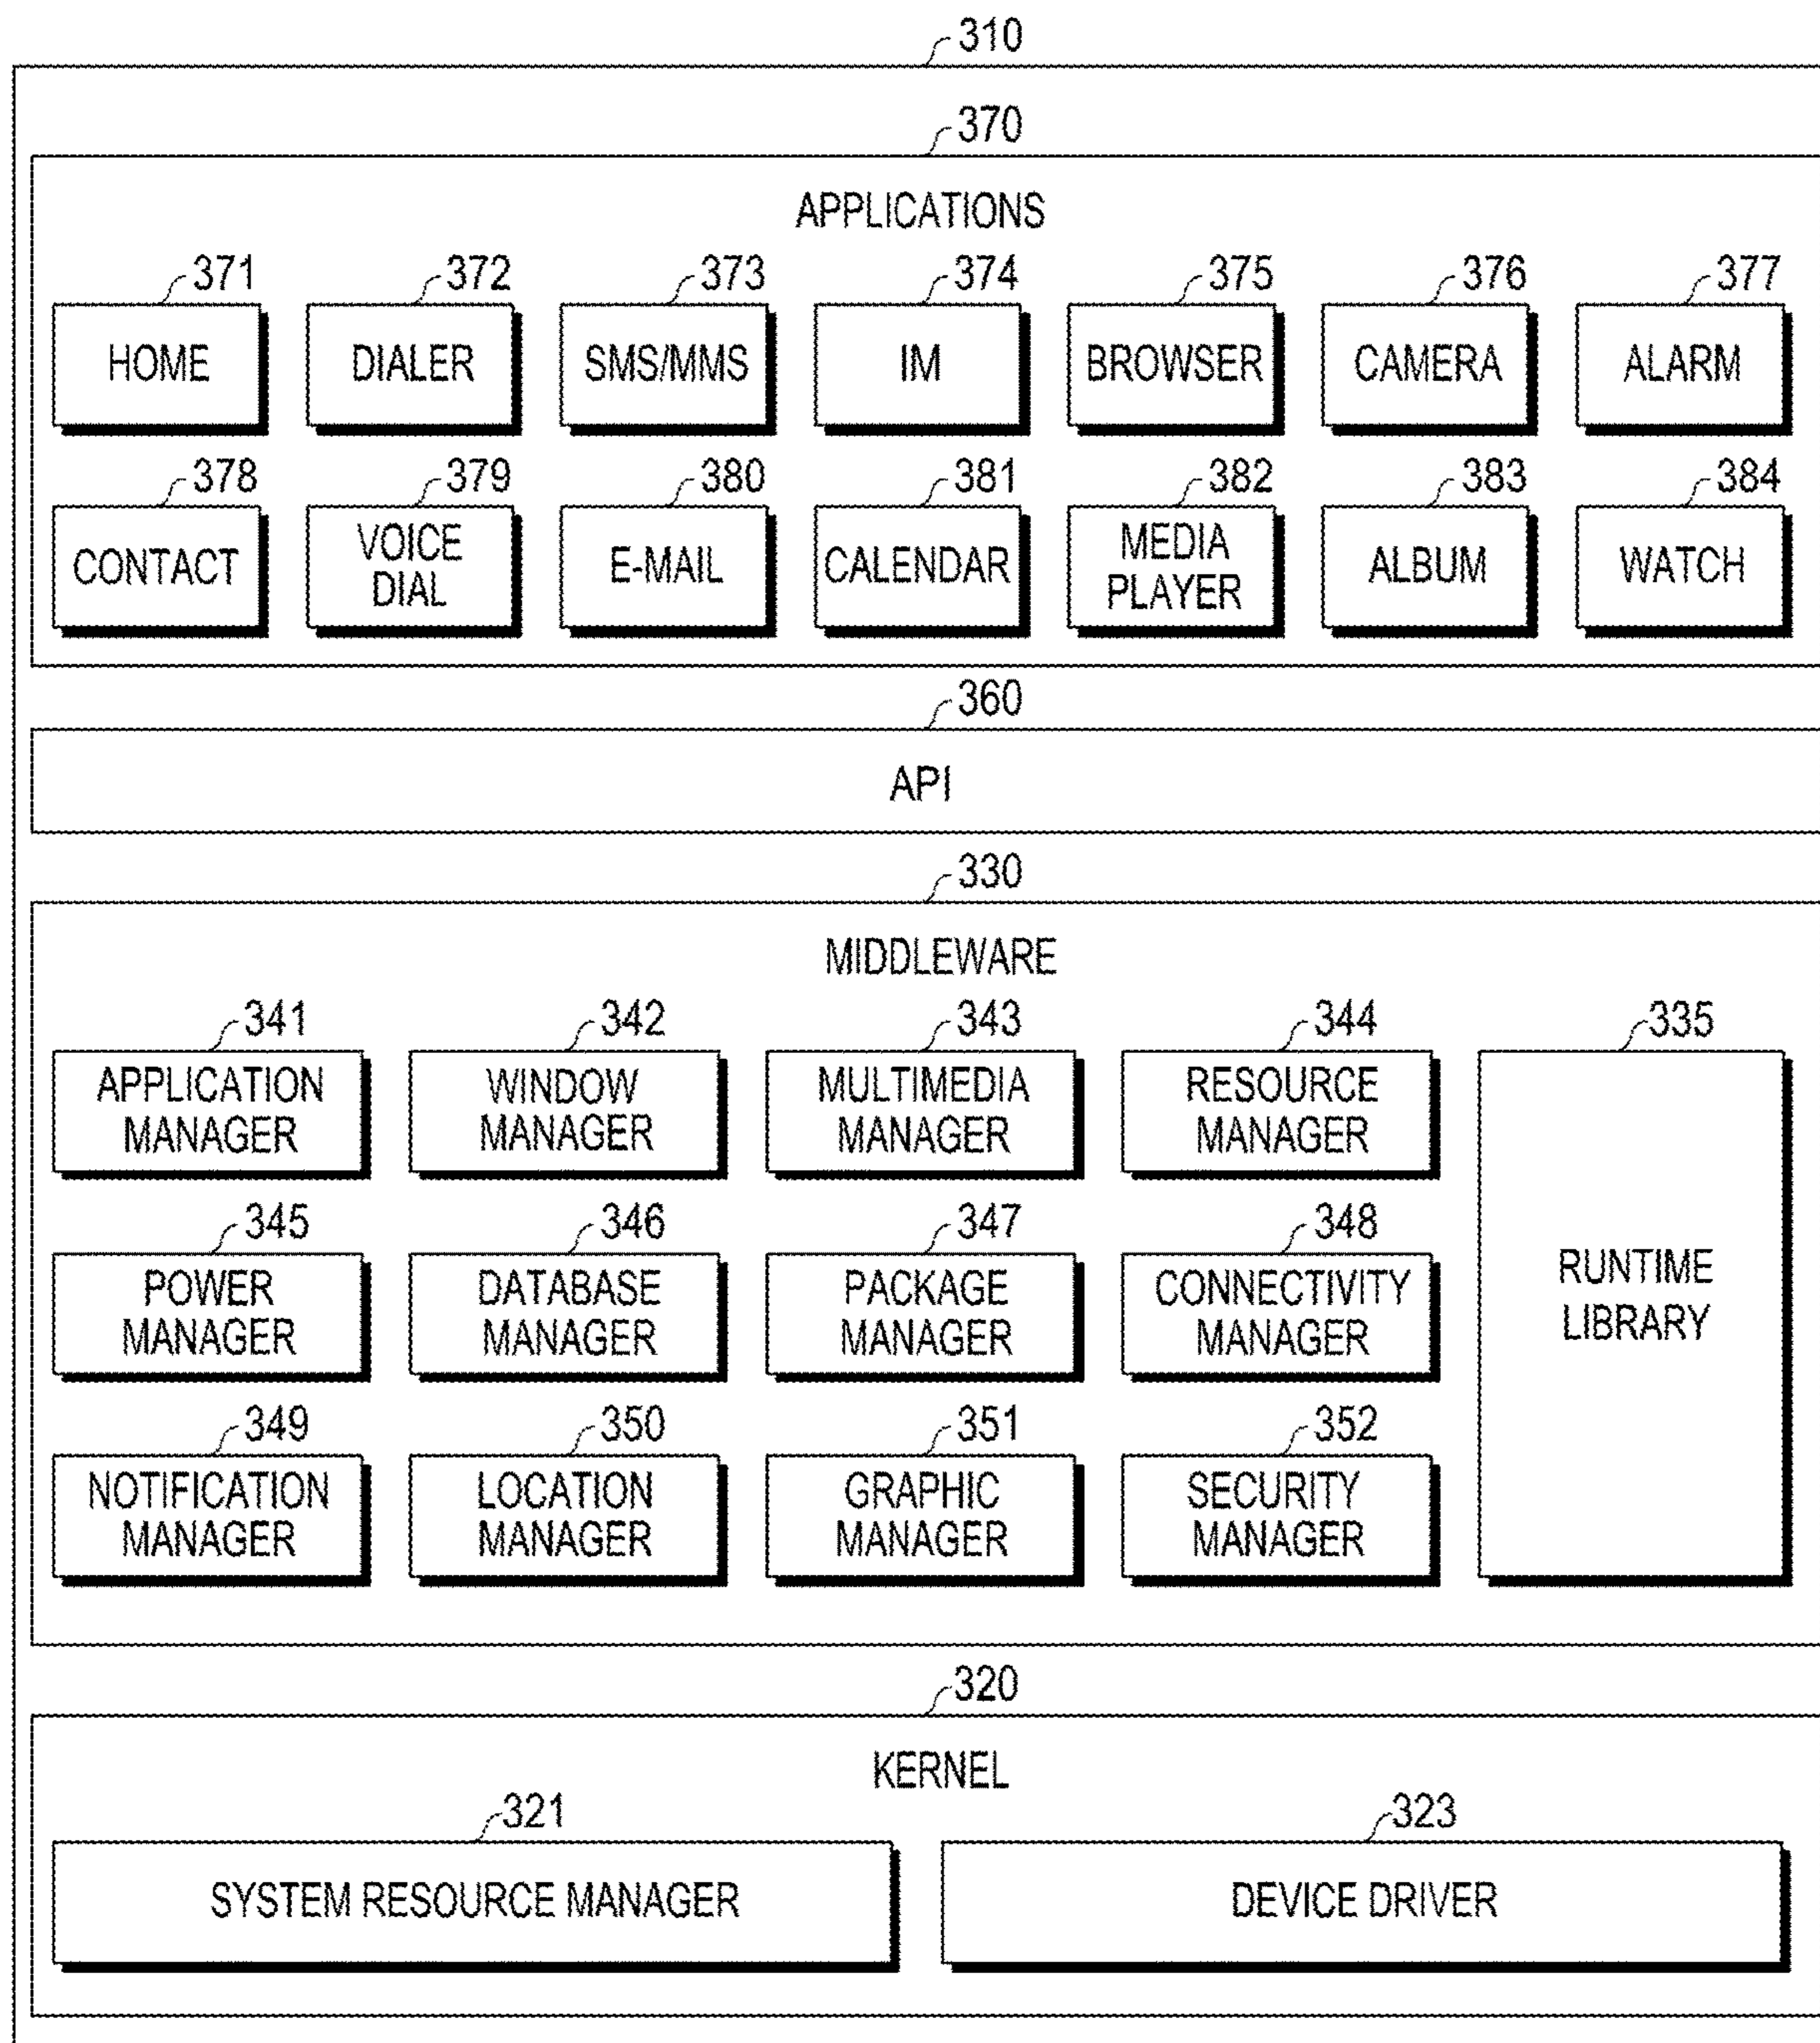 310
370
APPLICATIONS
371 372 373 374 375 376 377
HOME DIALER SMS/MMS IM BROWSER CAMERA ALARM
378 379 380 381 382 383 384
CONTACT VOICE DIAL E-MAIL CALENDAR MEDIA PLAYER ALBUM WATCH
360
API
330
MIDDLEWARE
341 342 343 344 335
APPLICATION MANAGER WINDOW MANAGER MULTIMEDIA MANAGER RESOURCE MANAGER
345 346 347 348
POWER MANAGER DATABASE MANAGER PACKAGE MANAGER CONNECTIVITY MANAGER RUNTIME LIBRARY
349 350 351 352
NOTIFICATION MANAGER LOCATION MANAGER GRAPHIC MANAGER SECURITY MANAGER
320
KERNEL
321 323
SYSTEM RESOURCE MANAGER DEVICE DRIVER